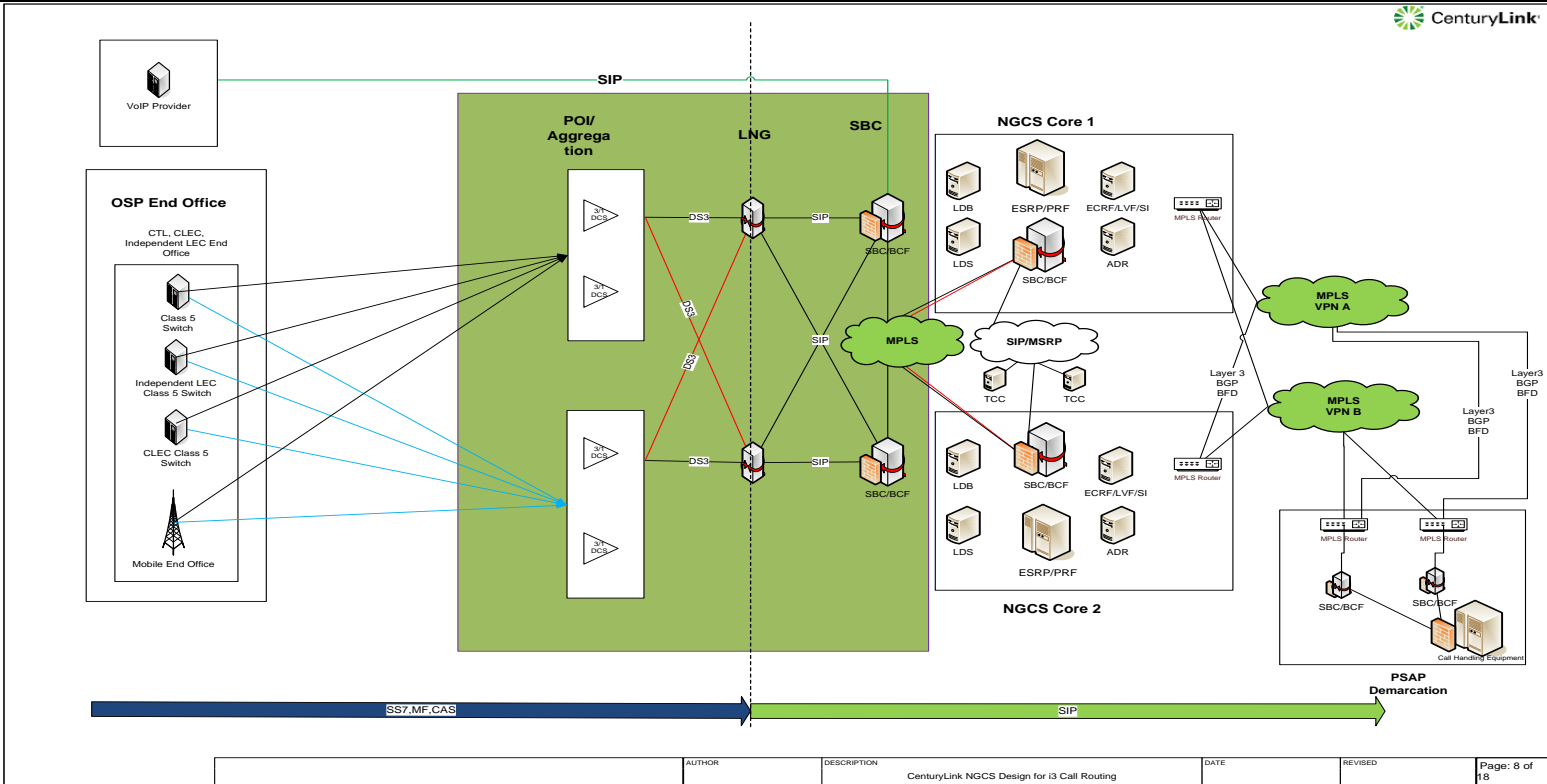 CenturyLink
VoIP Provider
SIP
OSP End Office
CTL, CLEC,
Independent LEC End
Office
Class 5
Switch
Independent LEC
Class 5 Switch
CLEC Class 5
Switch
Mobile End Office
POI/
Aggrega
tion
LNG
SBC
3/1
DCS
3/1
DCS
3/1
DCS
3/1
DCS
DS3
DS3
DS3
DS3
SIP
SIP
SIP
SBC/BCF
SBC/BCF
MPLS
NGCS Core 1
LDB
ESRP/PRF
ECRF/LVF/SI
MPLS Router
LDS
SBC/BCF
ADR
SIP/MSRP
TCC
TCC
LDB
SBC/BCF
ECRF/LVF/SI
MPLS Router
LDS
ESRP/PRF
ADR
NGCS Core 2
MPLS
VPN A
MPLS
VPN B
Layer 3
BGP
BFD
Layer3
BGP
BFD
Layer3
BGP
BFD
MPLS Router
MPLS Router
SBC/BCF
SBC/BCF
Call Handling Equipment
PSAP
Demarcation
SS7,MF,CAS
SIP
AUTHOR
DESCRIPTION
CenturyLink NGCS Design for i3 Call Routing
DATE
REVISED
Page: 8 of
18